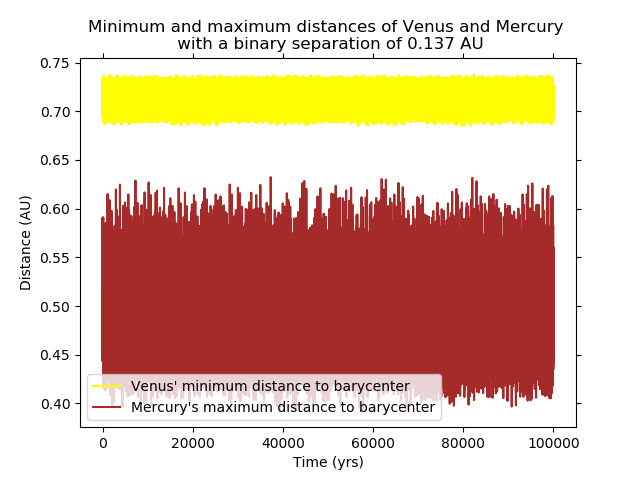 Minimum and maximum distances of Venus and Mercury
with a binary separation of 0.137 AU
0.75
0.70
0.65
0.60
0.55
0.50
0.45
0.40
Distance (AU)
Venus' minimum distance to barycenter
Mercury's maximum distance to barycenter
0 20000 40000 60000 80000 100000
Time (yrs)